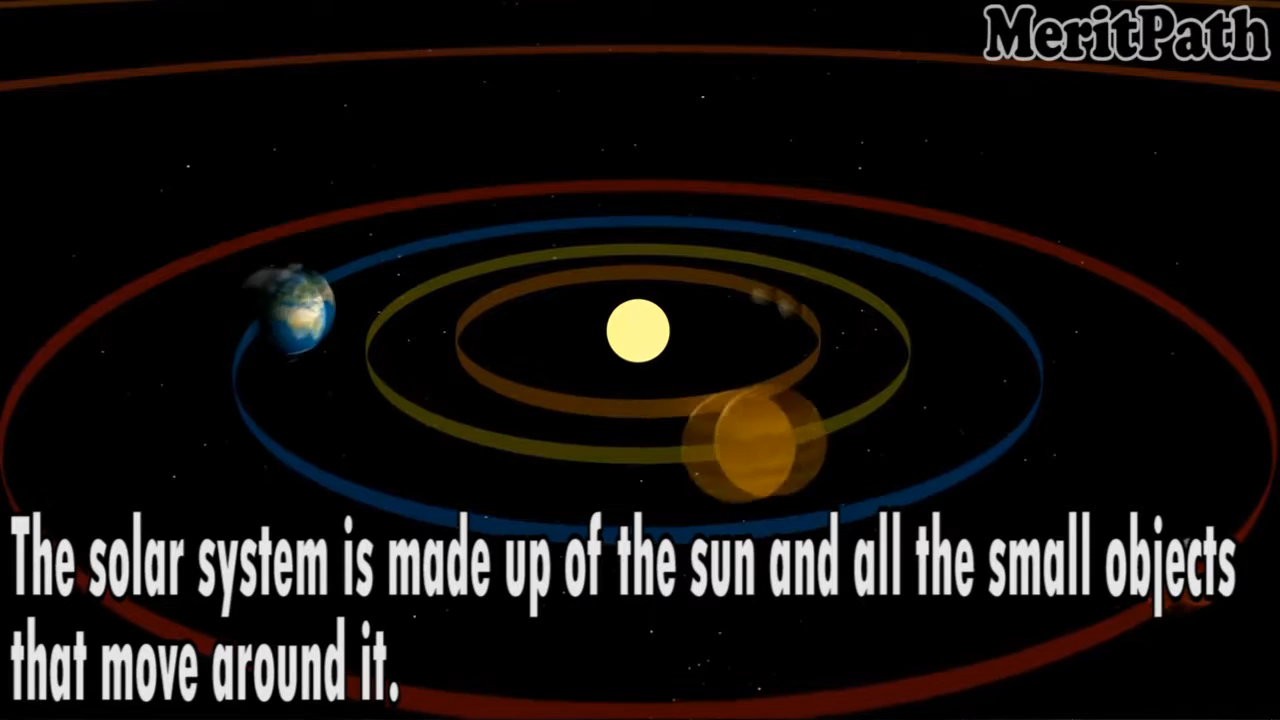 MeritPath
The solar system is made up of the sun and all the small objects
that move around it.